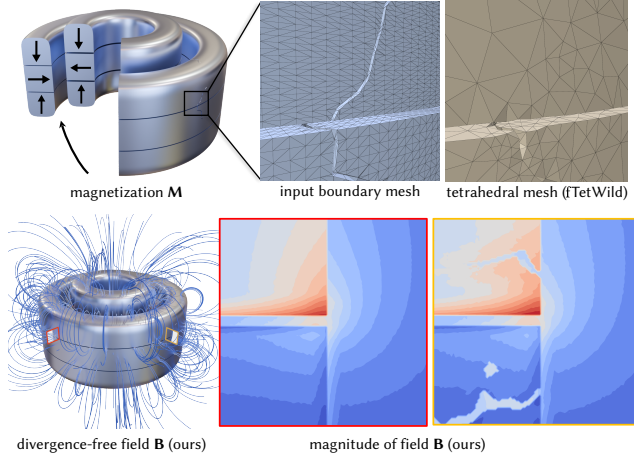 magnetization M
input boundary mesh
tetrahedral mesh (fTetWild)
divergence-free field B (ours)
magnitude of field B (ours)